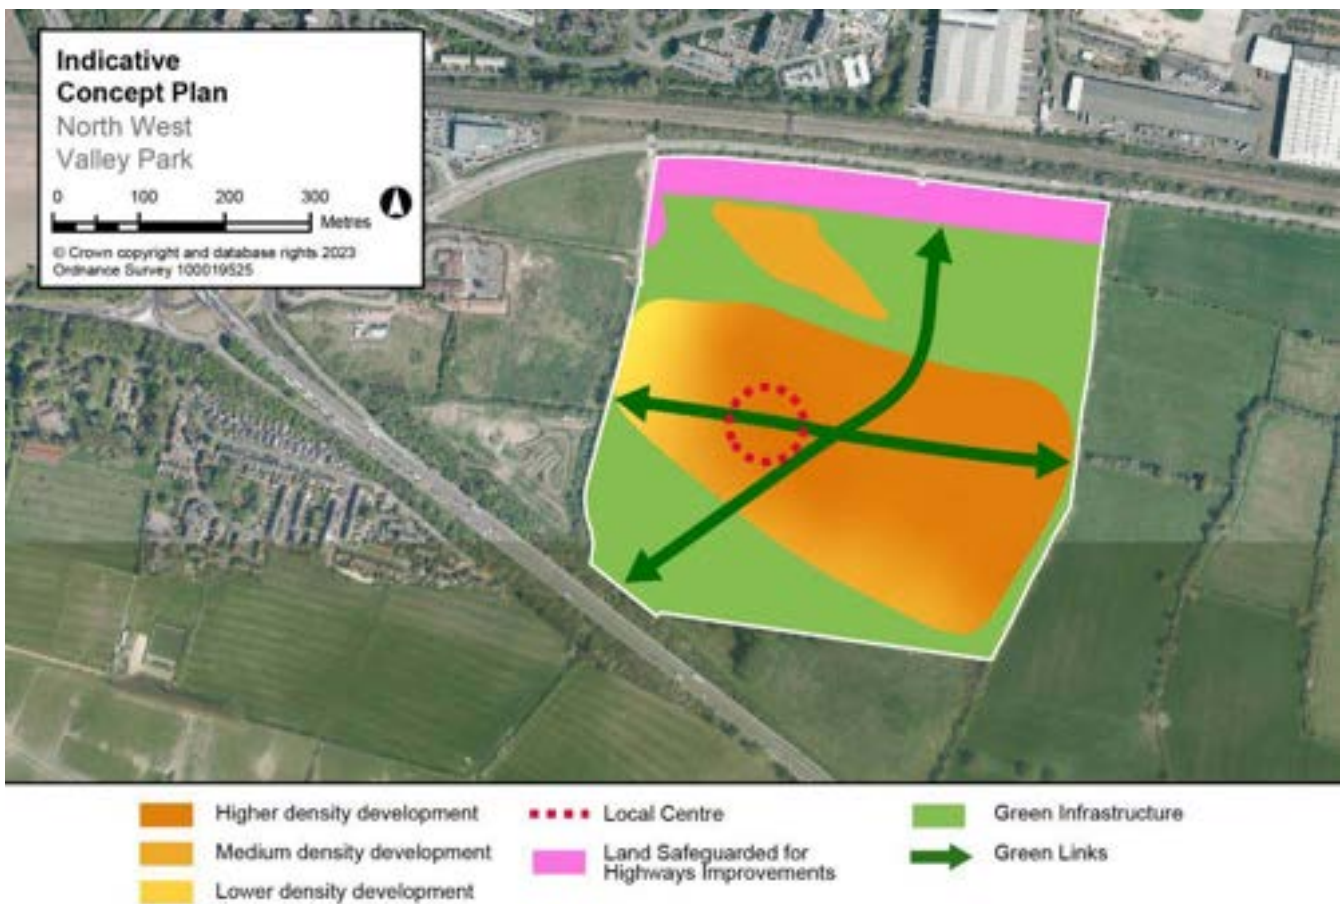 Indicative
Concept Plan
North West
Valley Park
0 100 200 300
Metres
© Crown copyright and database rights 2023
Ordnance Survey 100019525
Higher density development
Medium density development
Lower density development
Local Centre
Land Safeguarded for
Highways Improvements
Green Infrastructure
Green Links